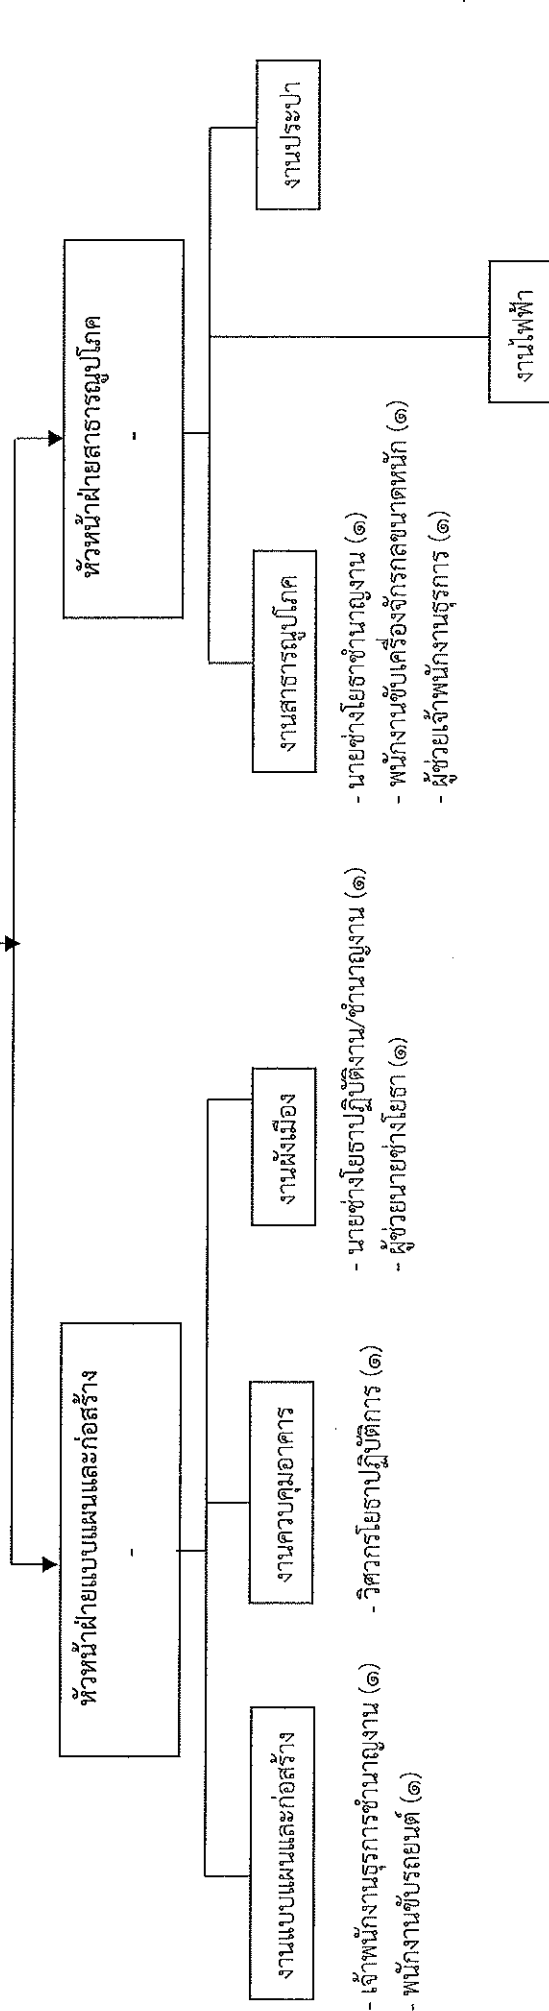 หัวหน้าฝ่ายแบบแผนและก่อสร้าง
-
งานแบบแผนและก่อสร้าง
- เจ้าพนักงานธุรการชำนาญงาน (๑)
- พนักงานขับรถยนต์ (๑)
งานควบคุมอาคาร
- วิศวกรโยธาปฏิบัติการ (๑)
งานผังเมือง
- นายช่างโยธาปฏิบัติงาน/ชำนาญงาน (๑)
- ผู้ช่วยนายช่างโยธา (๑)
หัวหน้าฝ่ายสาธารณูปโภค
-
งานสาธารณูปโภค
- นายช่างโยธาชำนาญงาน (๑)
- พนักงานขับเครื่องจักรกลขนาดหนัก (๑)
- ผู้ช่วยเจ้าพนักงานธุรการ (๑)
งานไฟฟ้า
งานประปา